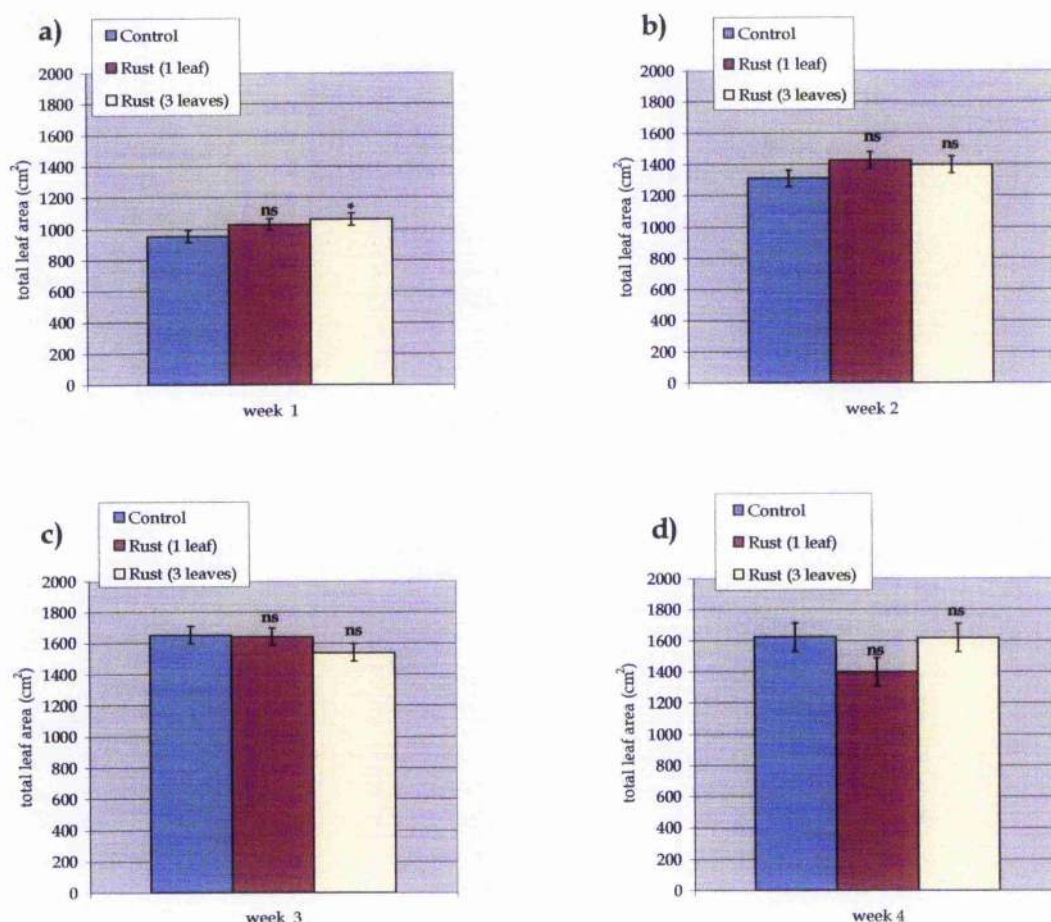 a)
Control
Rust (1 leaf)
Rust (3 leaves)
2000
1800
1600
1400
1200
1000
800
600
400
200
0
total leaf area (cm²)
ns
*
week 1
b)
Control
Rust (1 leaf)
Rust (3 leaves)
2000
1800
1600
1400
1200
1000
800
600
400
200
0
total leaf area (cm²)
ns
ns
week 2
c)
Control
Rust (1 leaf)
Rust (3 leaves)
2000
1800
1600
1400
1200
1000
800
600
400
200
0
total leaf area (cm²)
ns
ns
week 3
d)
Control
Rust (1 leaf)
Rust (3 leaves)
2000
1800
1600
1400
1200
1000
800
600
400
200
0
total leaf area (cm²)
ns
ns
week 4